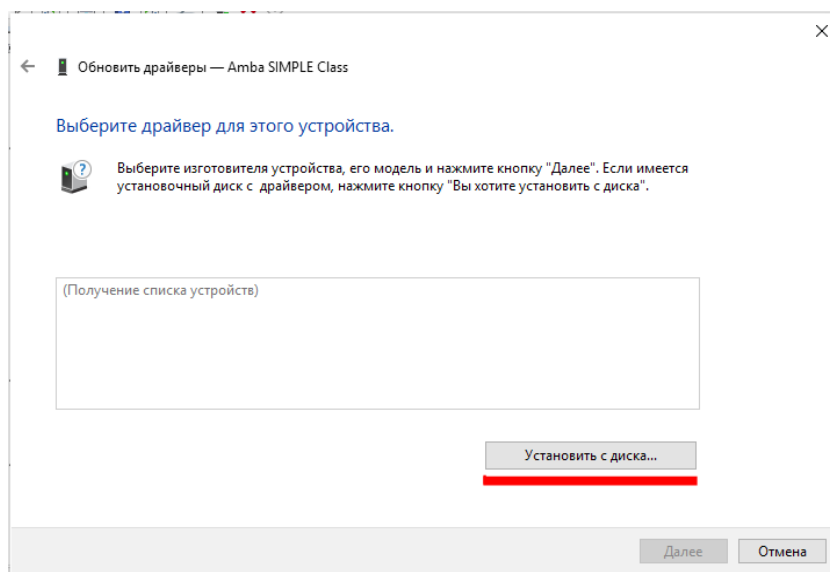 Обновить драйверы — Amba SIMPLE Class
Выберите драйвер для этого устройства.
Выберите изготовителя устройства, его модель и нажмите кнопку "Далее". Если имеется
установочный диск с драйвером, нажмите кнопку "Вы хотите установить с диска".
(Получение списка устройств)
Установить с диска...
Далее
Отмена